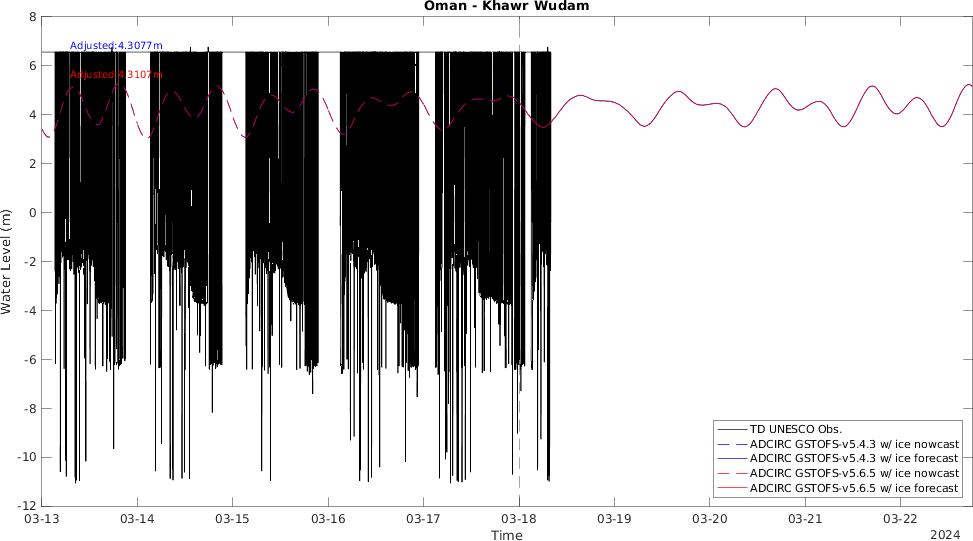 Oman - Khawr Wudam
8
6
4
2
0
-2
-4
-6
-8
-10
-12
Water Level (m)
Adjusted:4.3077m
Adjusted:4.3107m
TD UNESCO Obs.
ADCIRC GSTOFS-v5.4.3 w/ ice nowcast
ADCIRC GSTOFS-v5.4.3 w/ ice forecast
ADCIRC GSTOFS-v5.6.5 w/ ice nowcast
ADCIRC GSTOFS-v5.6.5 w/ ice forecast
03-13 03-14 03-15 03-16 03-17 03-18 03-19 03-20 03-21 03-22
Time
2024